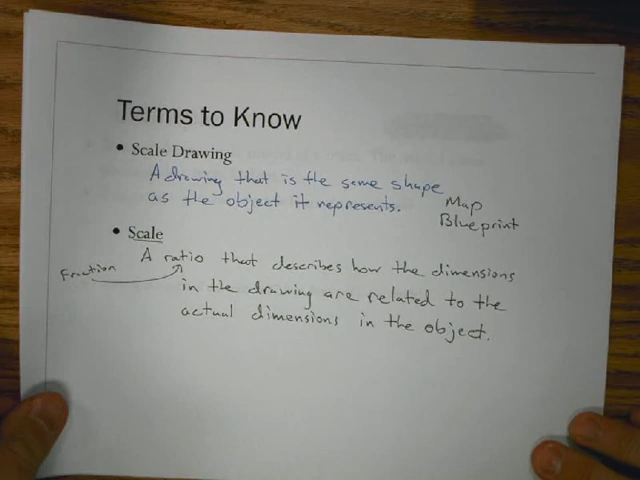 Terms to Know
• Scale Drawing
A drawing that is the same shape
as the object it represents.
Map
Blueprint
• Scale
A ratio that describes how the dimensions
Fraction
in the drawing are related to the
actual dimensions in the object.